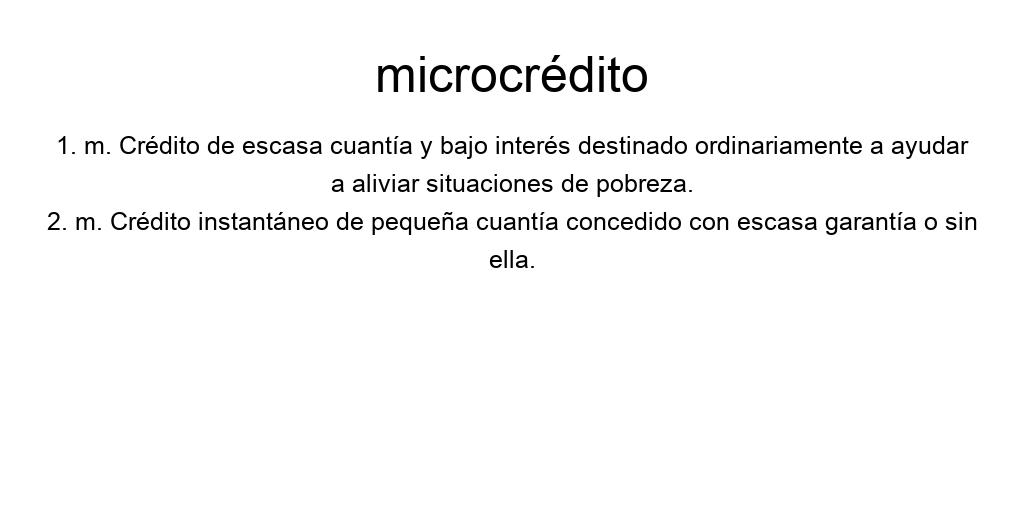 microcrédito
1. m. Crédito de escasa cuantía y bajo interés destinado ordinariamente a ayudar
a aliviar situaciones de pobreza.
2. m. Crédito instantáneo de pequeña cuantía concedido con escasa garantía o sin
ella.